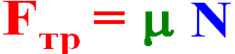 Fтр = μ N